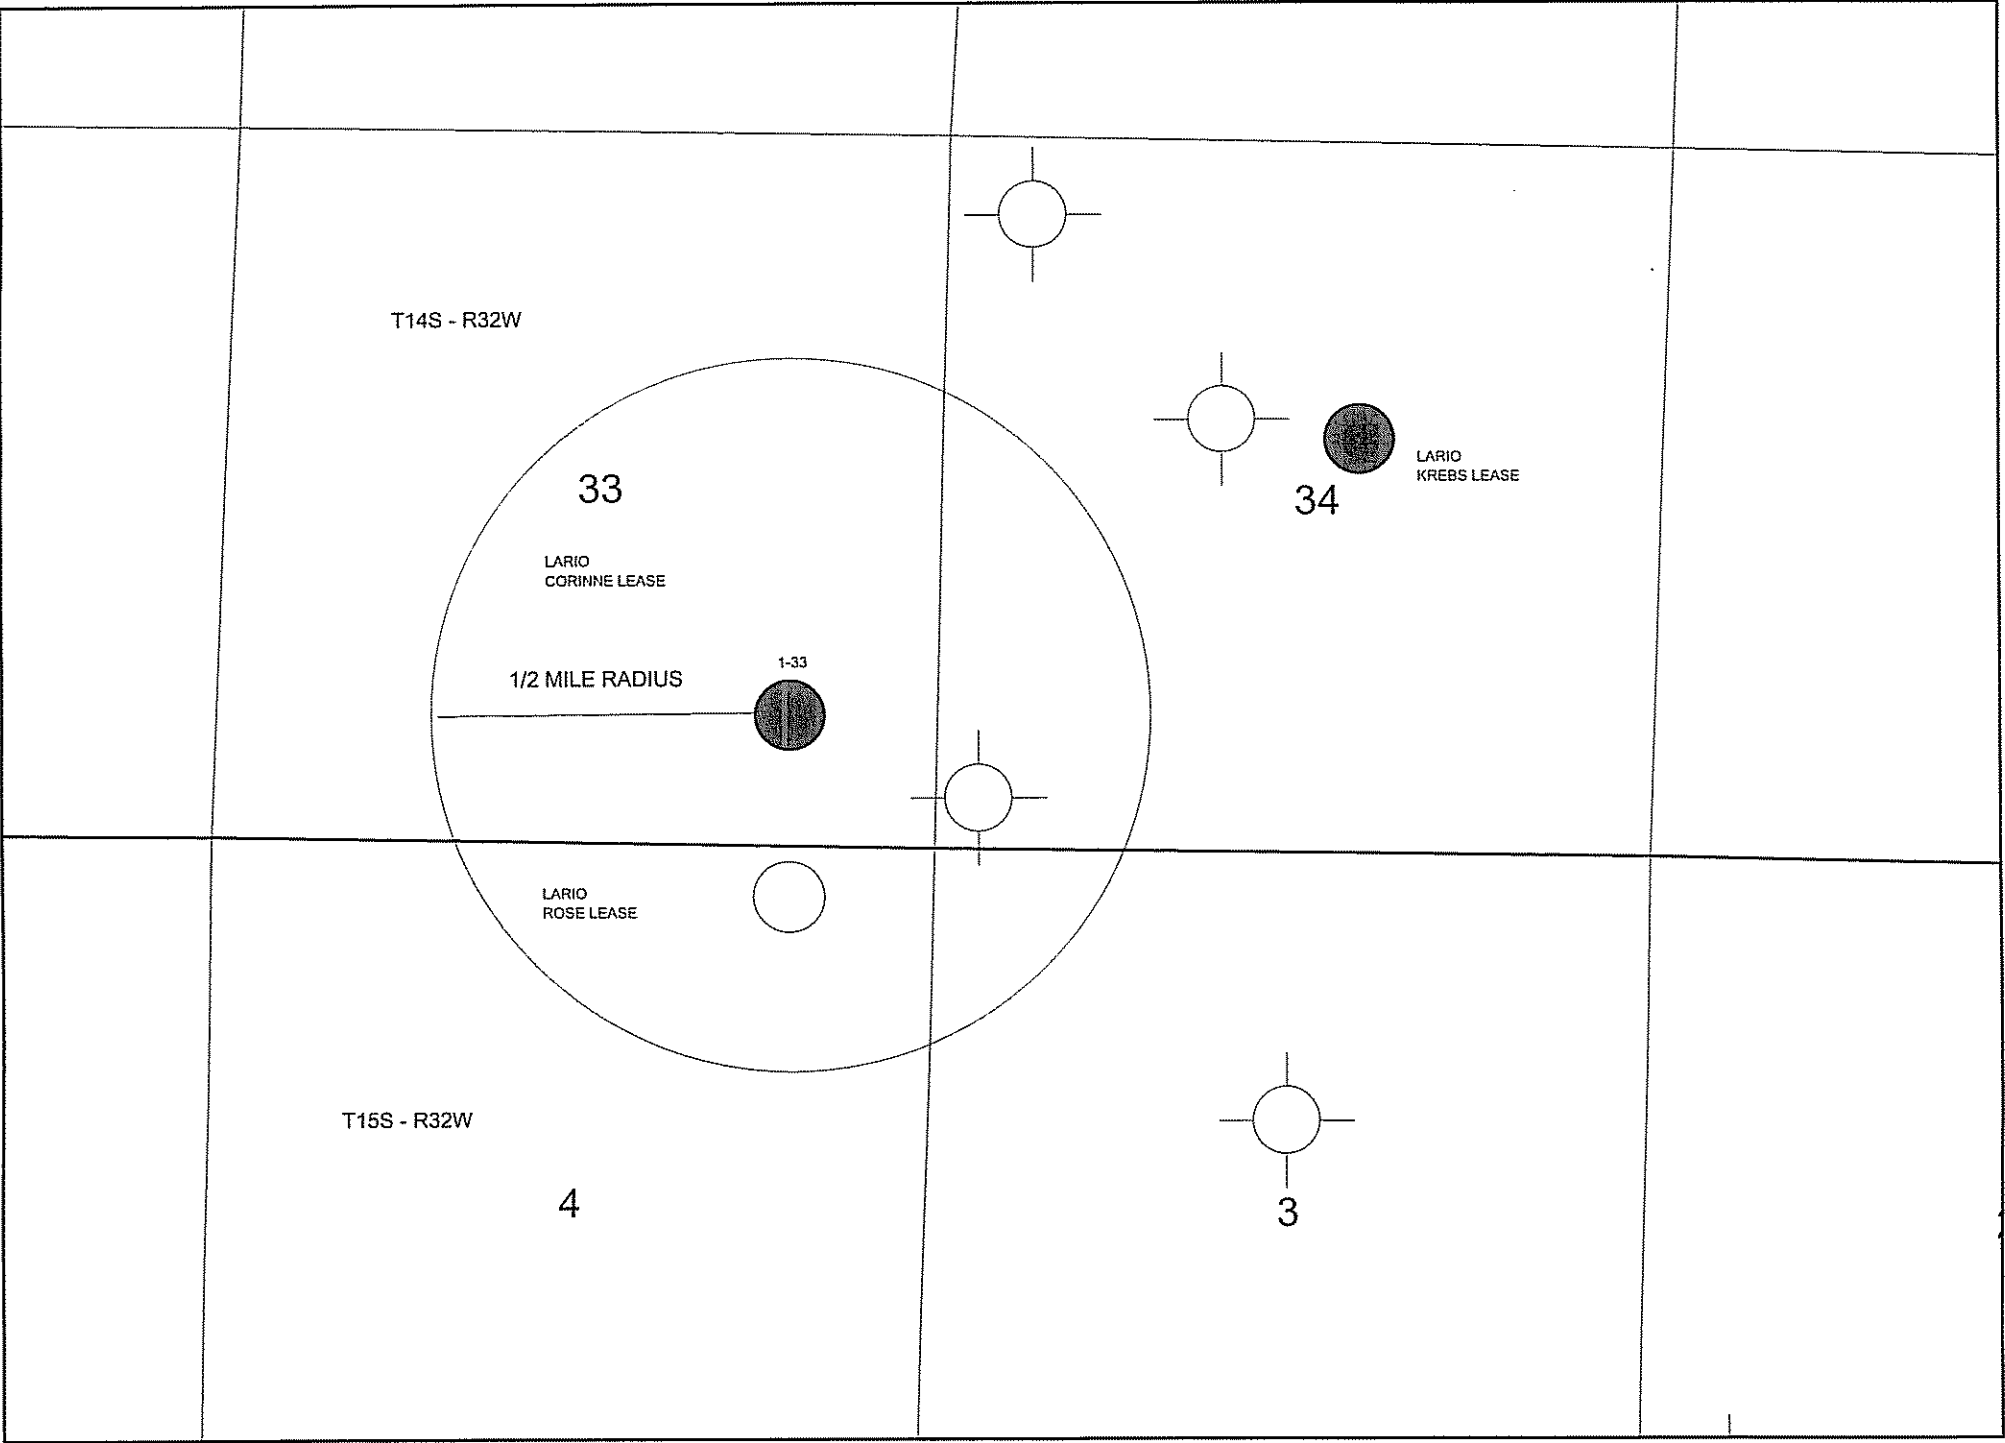 T14S - R32W
LARIO
KREBS LEASE
33
34
LARIO
CORINNE LEASE
1-33
1/2 MILE RADIUS
LARIO
ROSE LEASE
T15S - R32W
4
3